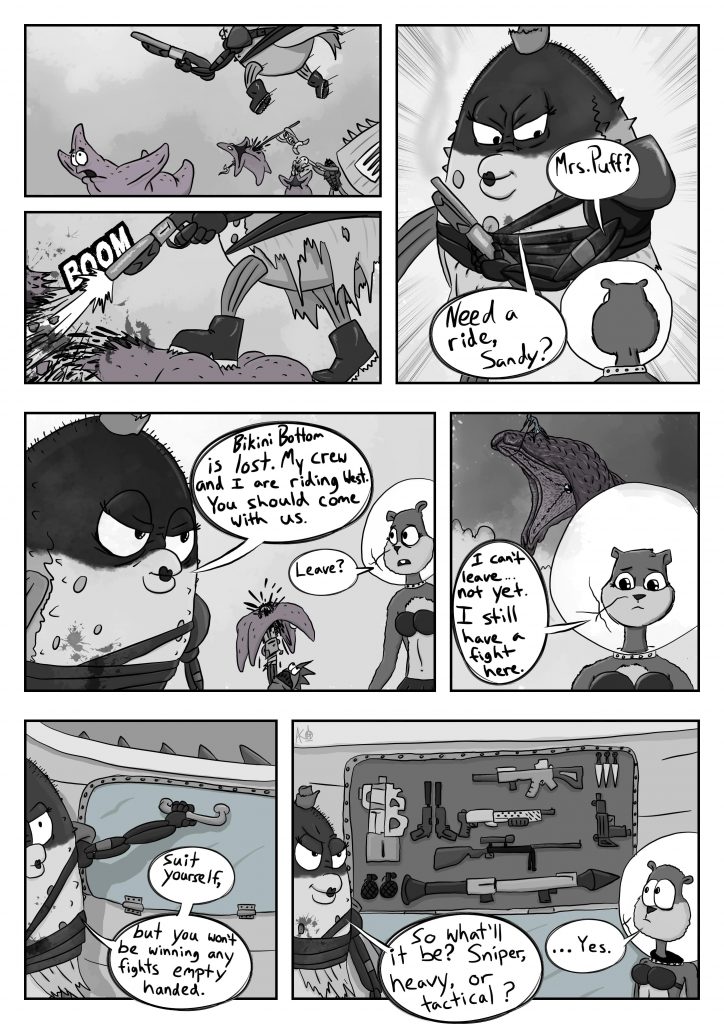 BOOM
Mrs. Puff?
Need a
ride,
Sandy?
Bikini Bottom
is lost. My crew
and I are riding West.
You should come
with us.
Leave?
I can't
leave...
not yet.
I still
have a
fight
here.
Suit
yourself,
but you won't
be winning any
fights empty
handed.
So what'll
it be? Sniper,
heavy, or
tactical?
...Yes.